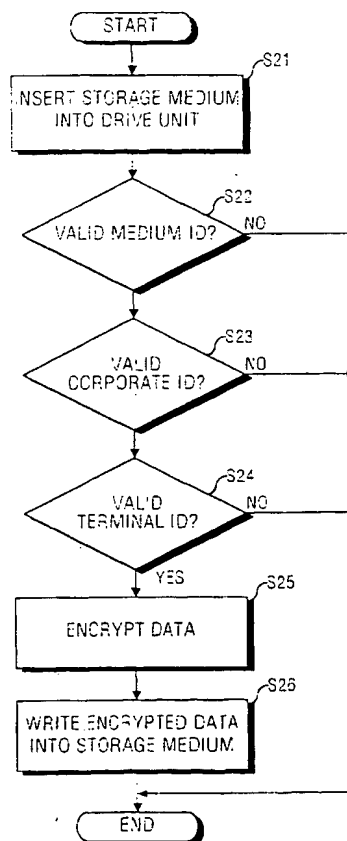 START
S21
INSERT STORAGE MEDIUM
INTO DRIVE UNIT
S22
VALID MEDIUM ID?
NO
S23
VALID
CORPORATE ID?
NO
S24
VALID
TERMINAL ID?
NO
YES
S25
ENCRYPT DATA
S26
WRITE ENCRYPTED DATA
INTO STORAGE MEDIUM
END